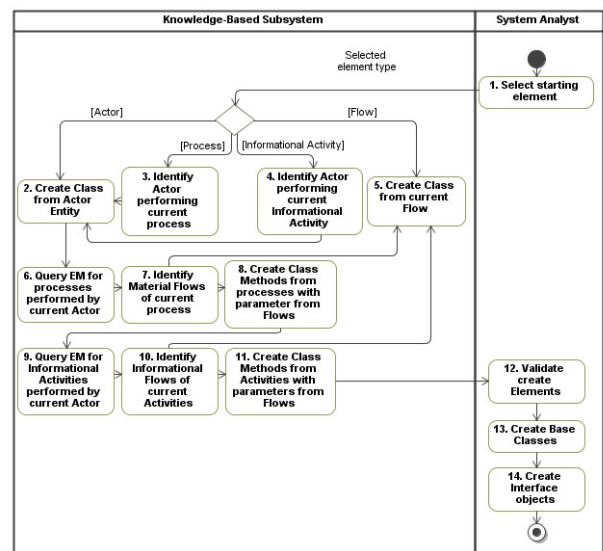 Knowledge-Based Subsystem
System Analyst
Selected
element type
1. Select starting
element
[Actor]
[Flow]
[Process]
[Informational Activity]
2. Create Class
from Actor
Entity
3. Identify
Actor
performing
current
process
4. Identify Actor
performing
current
Informational
Activity
5. Create Class
from current
Flow
6. Query EM for
processes
performed by
current Actor
7. Identify
Material Flows
of current
process
8. Create Class
Methods from
processes with
parameter from
Flows
9. Query EM for
Informational
Activities
performed by
current Actor
10. Identify
Informational
Flows of
current
Activities
11. Create Class
Methods from
Activities with
parameters from
Flows
12. Validate
create
Elements
13. Create Base
Classes
14. Create
Interface
objects